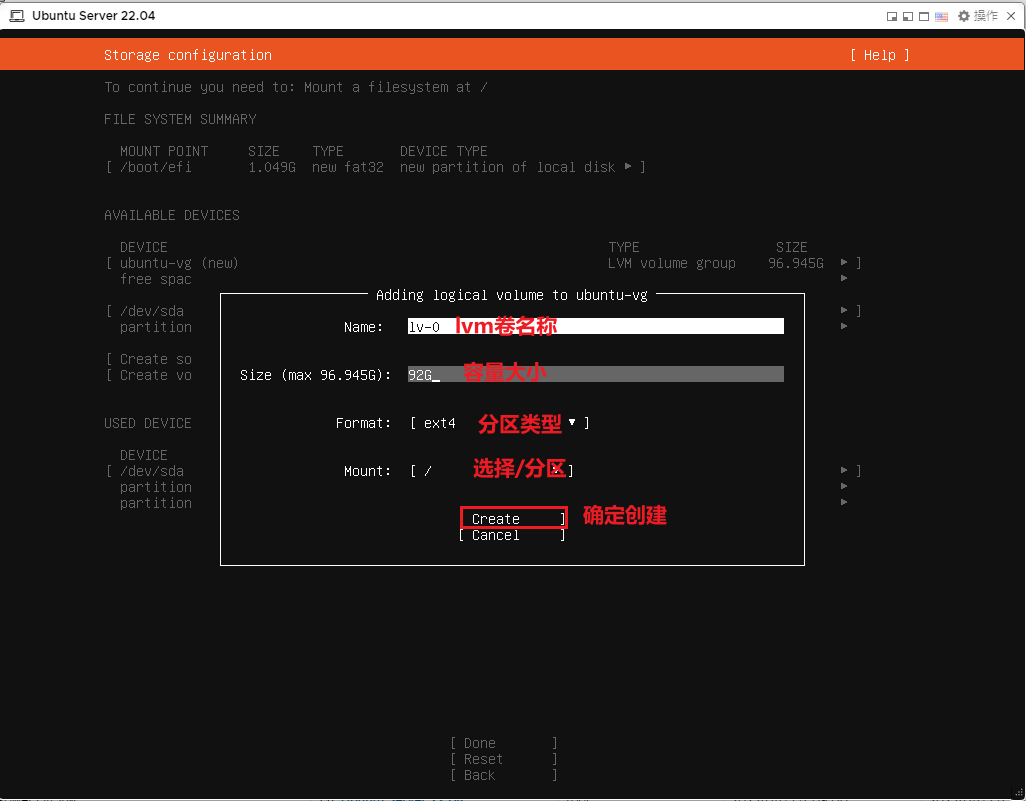 Ubuntu Server 22.04 操作
Storage configuration [ Help ]
To continue you need to: Mount a filesystem at /
FILE SYSTEM SUMMARY
MOUNT POINT SIZE TYPE DEVICE TYPE
[ /boot/efi 1.049G new fat32 new partition of local disk ▸ ]
AVAILABLE DEVICES
DEVICE TYPE SIZE
[ ubuntu-vg (new) LVM volume group 96.945G ▸ ]
free spac ▸
Adding logical volume to ubuntu-vg
[ /dev/sda ▸ ]
partition ▸
Name: lv-0 lvm卷名称
[ Create so
[ Create vo
Size (max 96.945G): 92G_ 容量大小
USED DEVICE
Format: [ ext4 分区类型 ▾ ]
DEVICE
[ /dev/sda ▸ ]
Mount: [ / 选择/分区 ]
partition ▸
partition ▸
Create ] 确定创建
[ Cancel ]
[ Done ]
[ Reset ]
[ Back ]